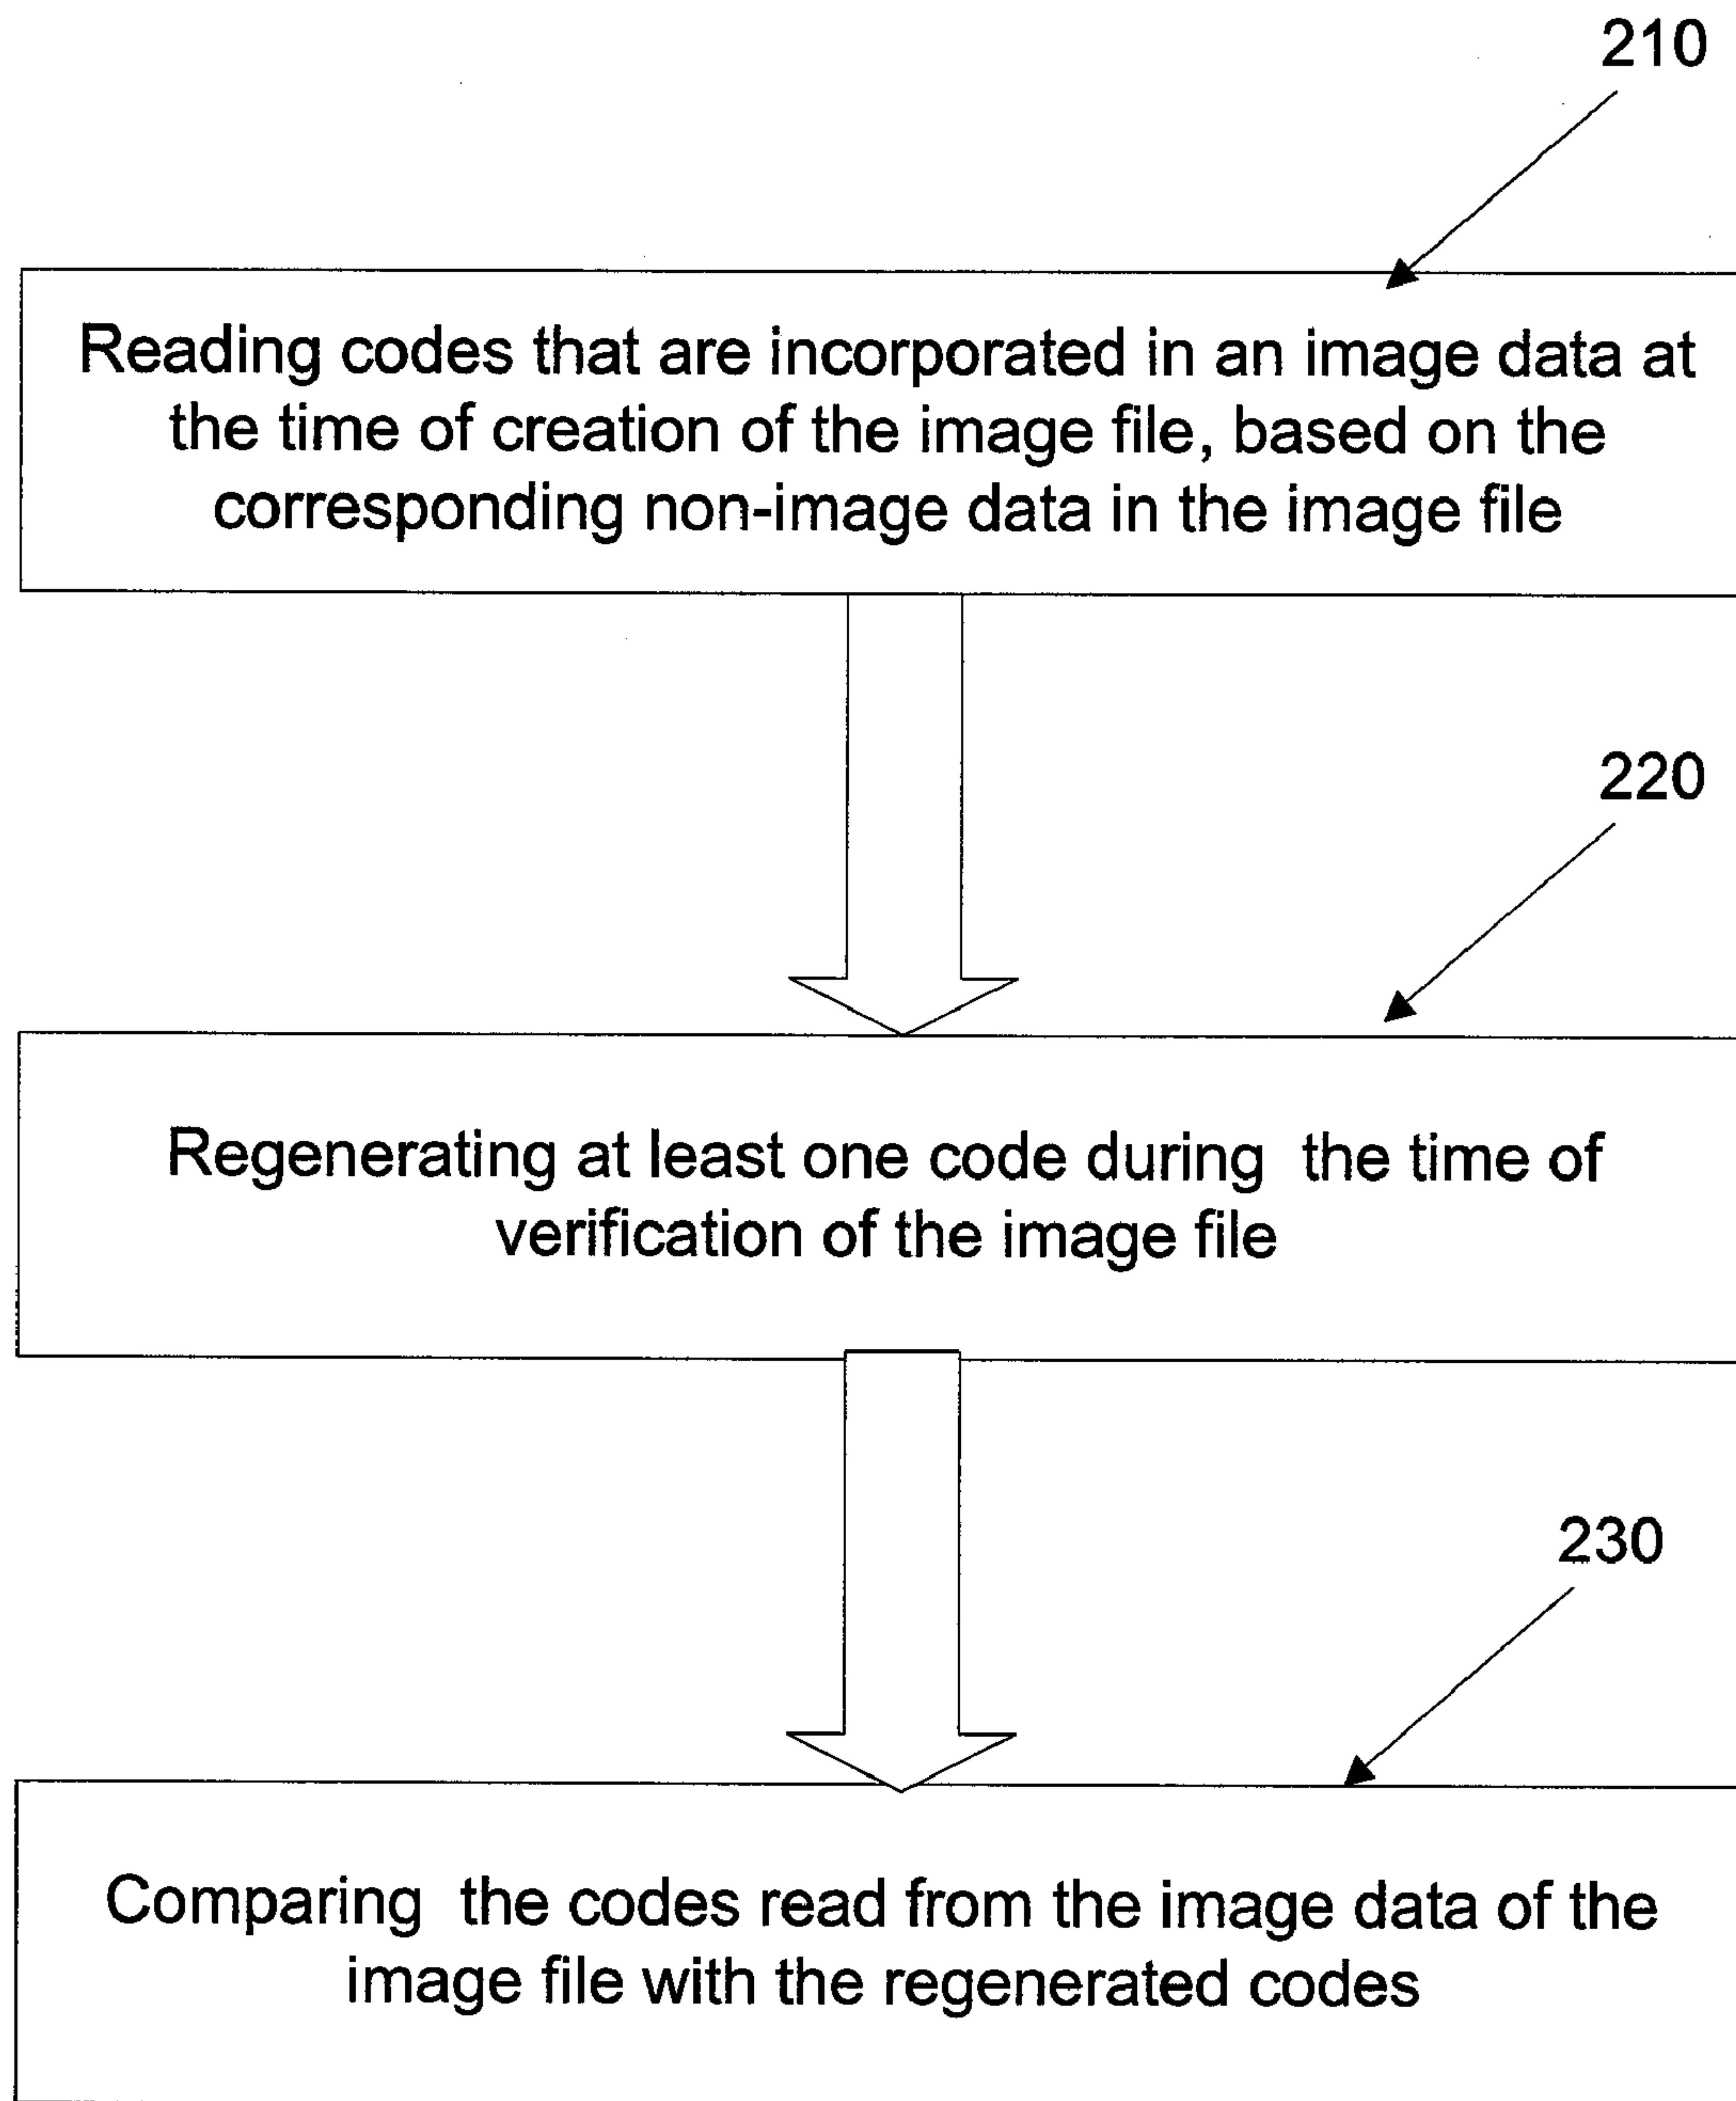 210
Reading codes that are incorporated in an image data at
the time of creation of the image file, based on the
corresponding non-image data in the image file
220
Regenerating at least one code during  the time of
verification of the image file
230
Comparing  the codes read from the image data of the
image file with the regenerated codes